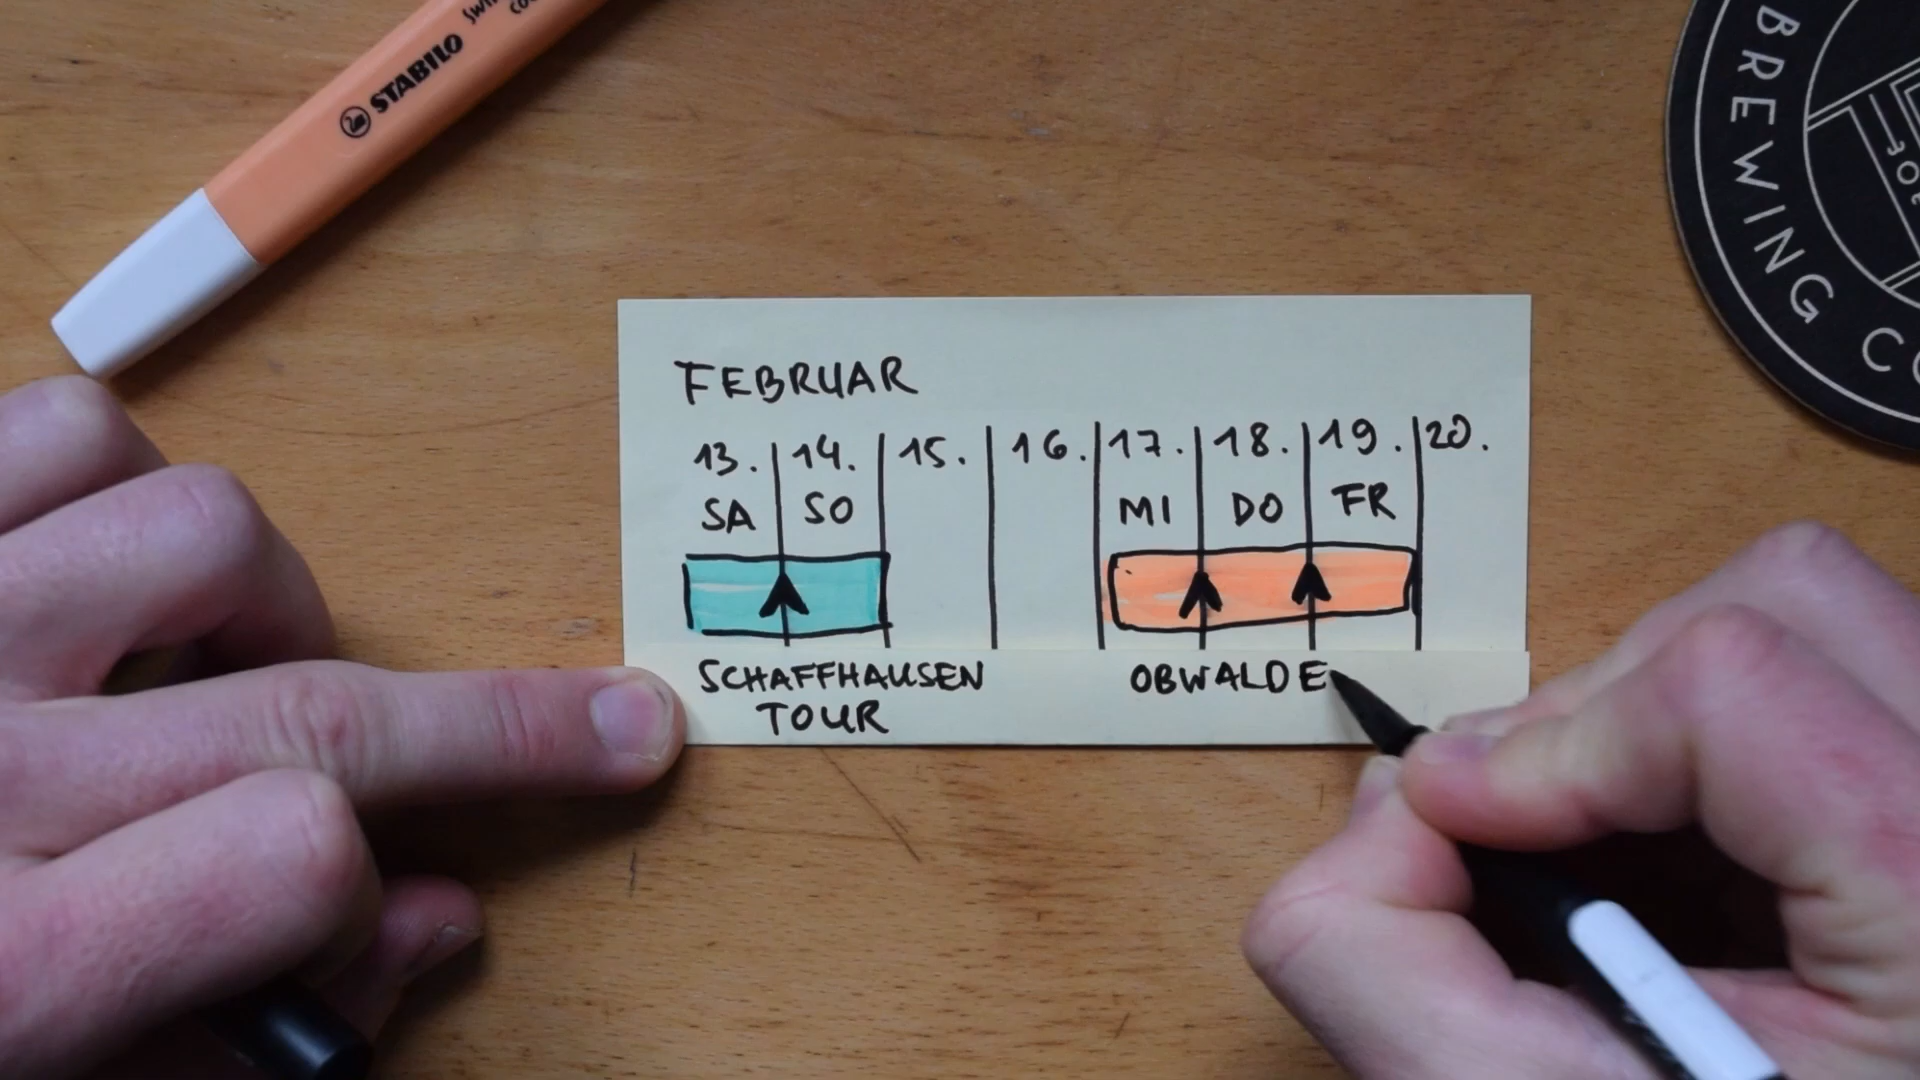 STABILO
BREWING
FEBRUAR
13. 14. 15. 16. 17. 18. 19. 20.
SA SO MI DO FR
SCHAFFHAUSEN OBWALDE
TOUR